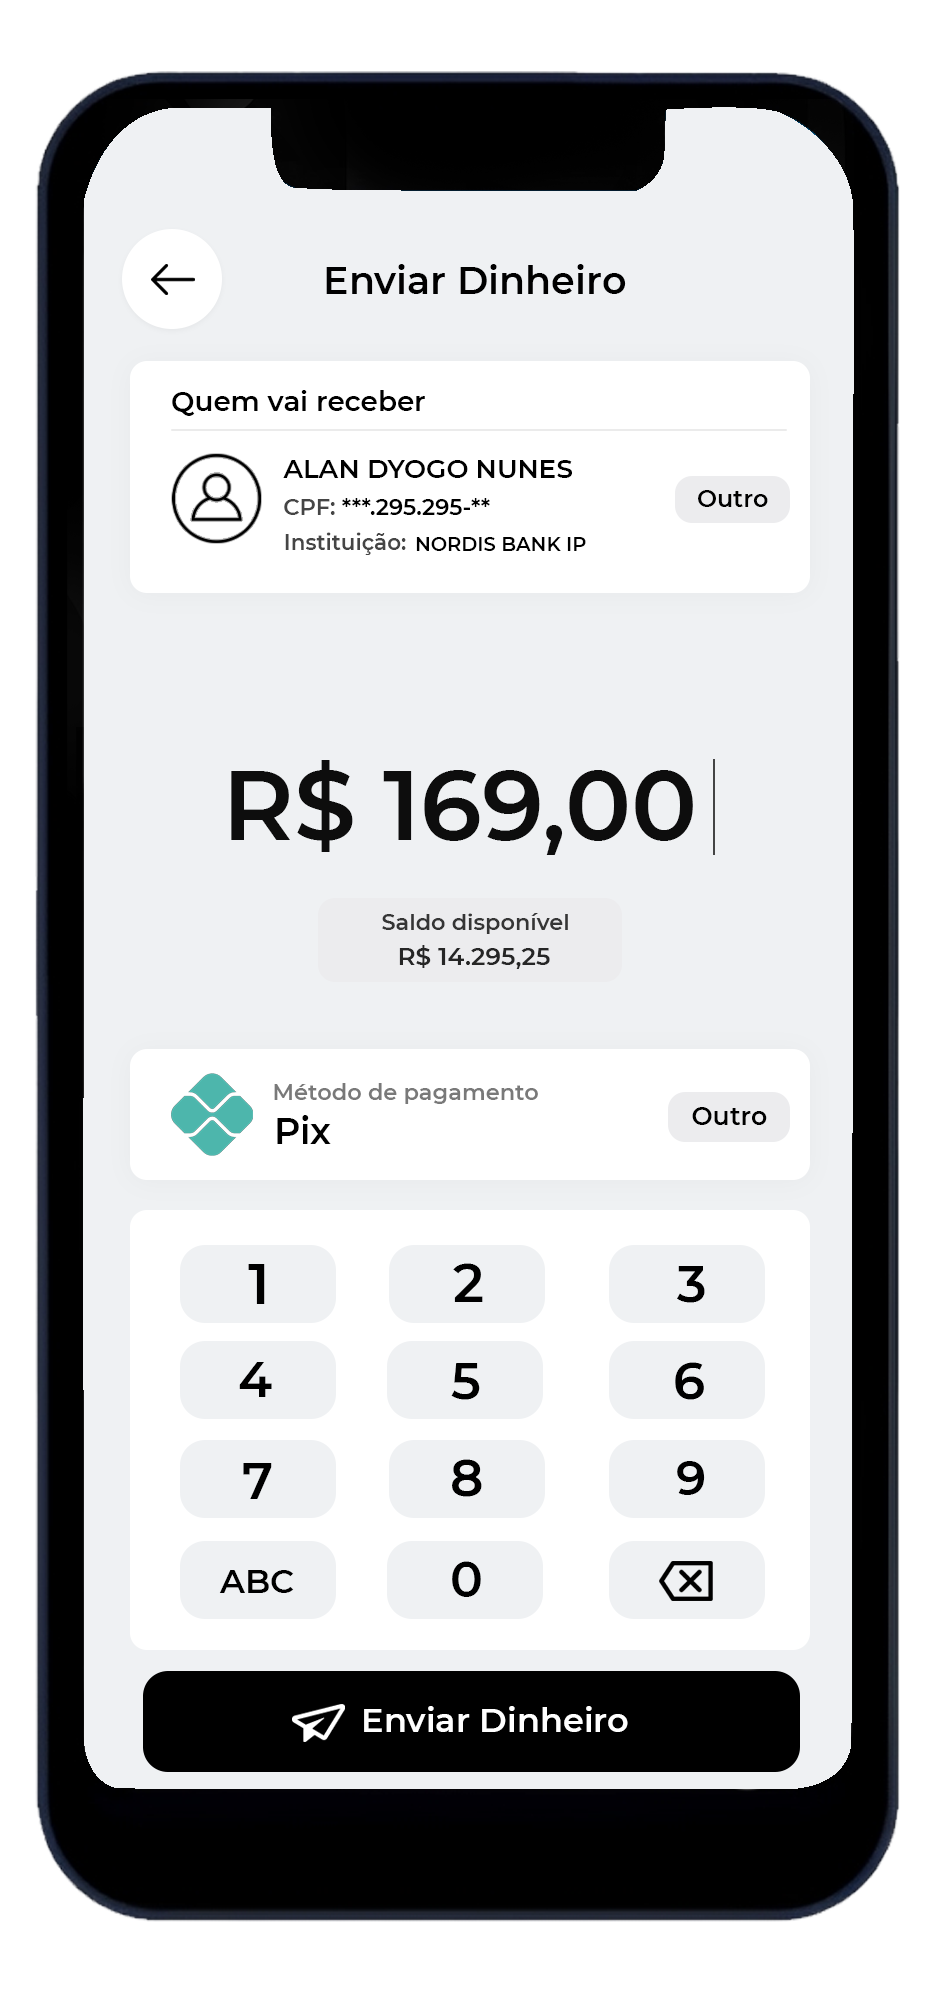 Enviar Dinheiro
Quem vai receber
ALAN DYOGO NUNES
CPF: ***.295.295-**
Outro
Instituição: NORDIS BANK IP
R$ 169,00
Saldo disponível
R$ 14.295,25
Método de pagamento
Pix
Outro
1 2 3
4 5 6
7 8 9
ABC 0
Enviar Dinheiro